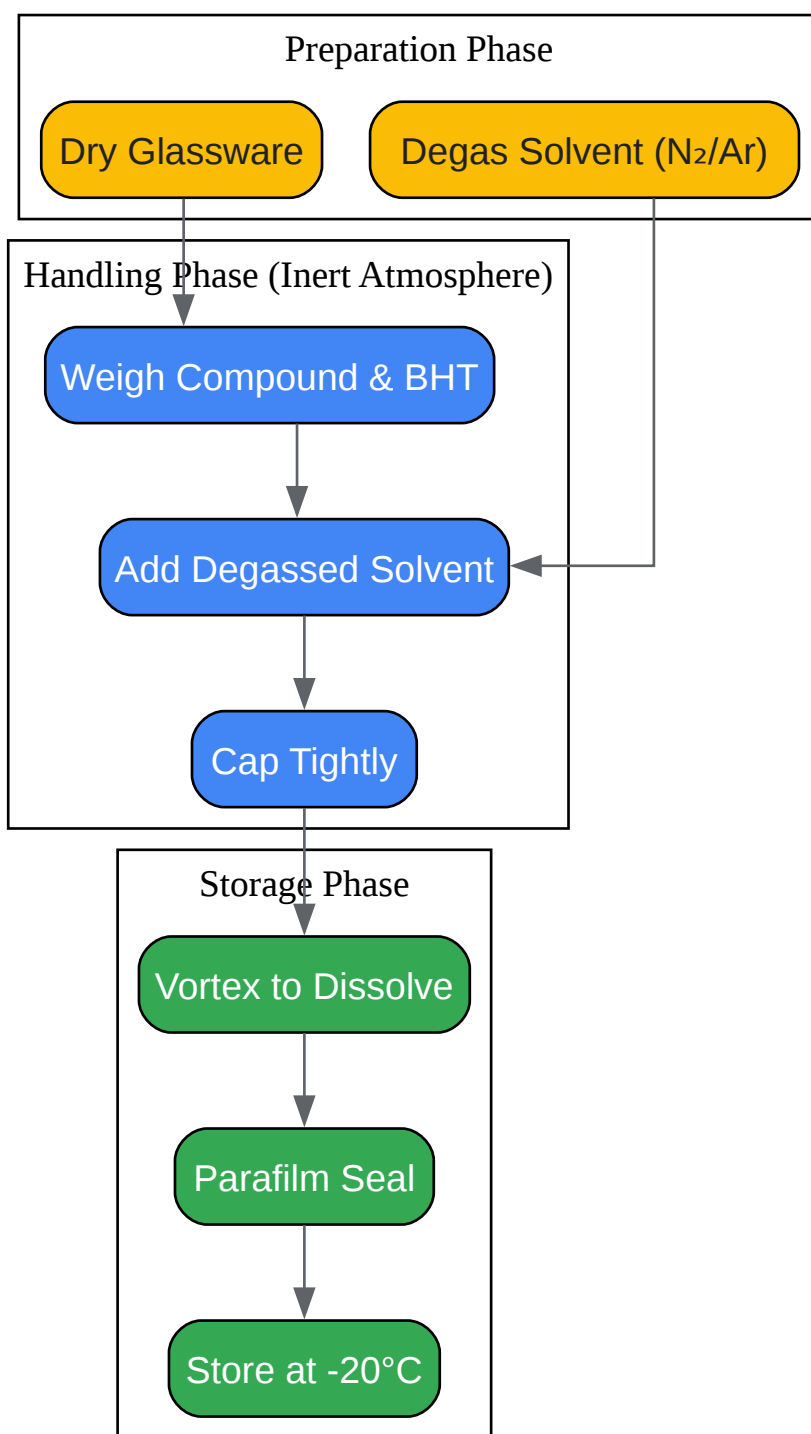 Preparation Phase
Dry Glassware
Degas Solvent (N₂/Ar)
Handling Phase (Inert Atmosphere)
Weigh Compound & BHT
Add Degassed Solvent
Cap Tightly
Storage Phase
Vortex to Dissolve
Parafilm Seal
Store at -20°C